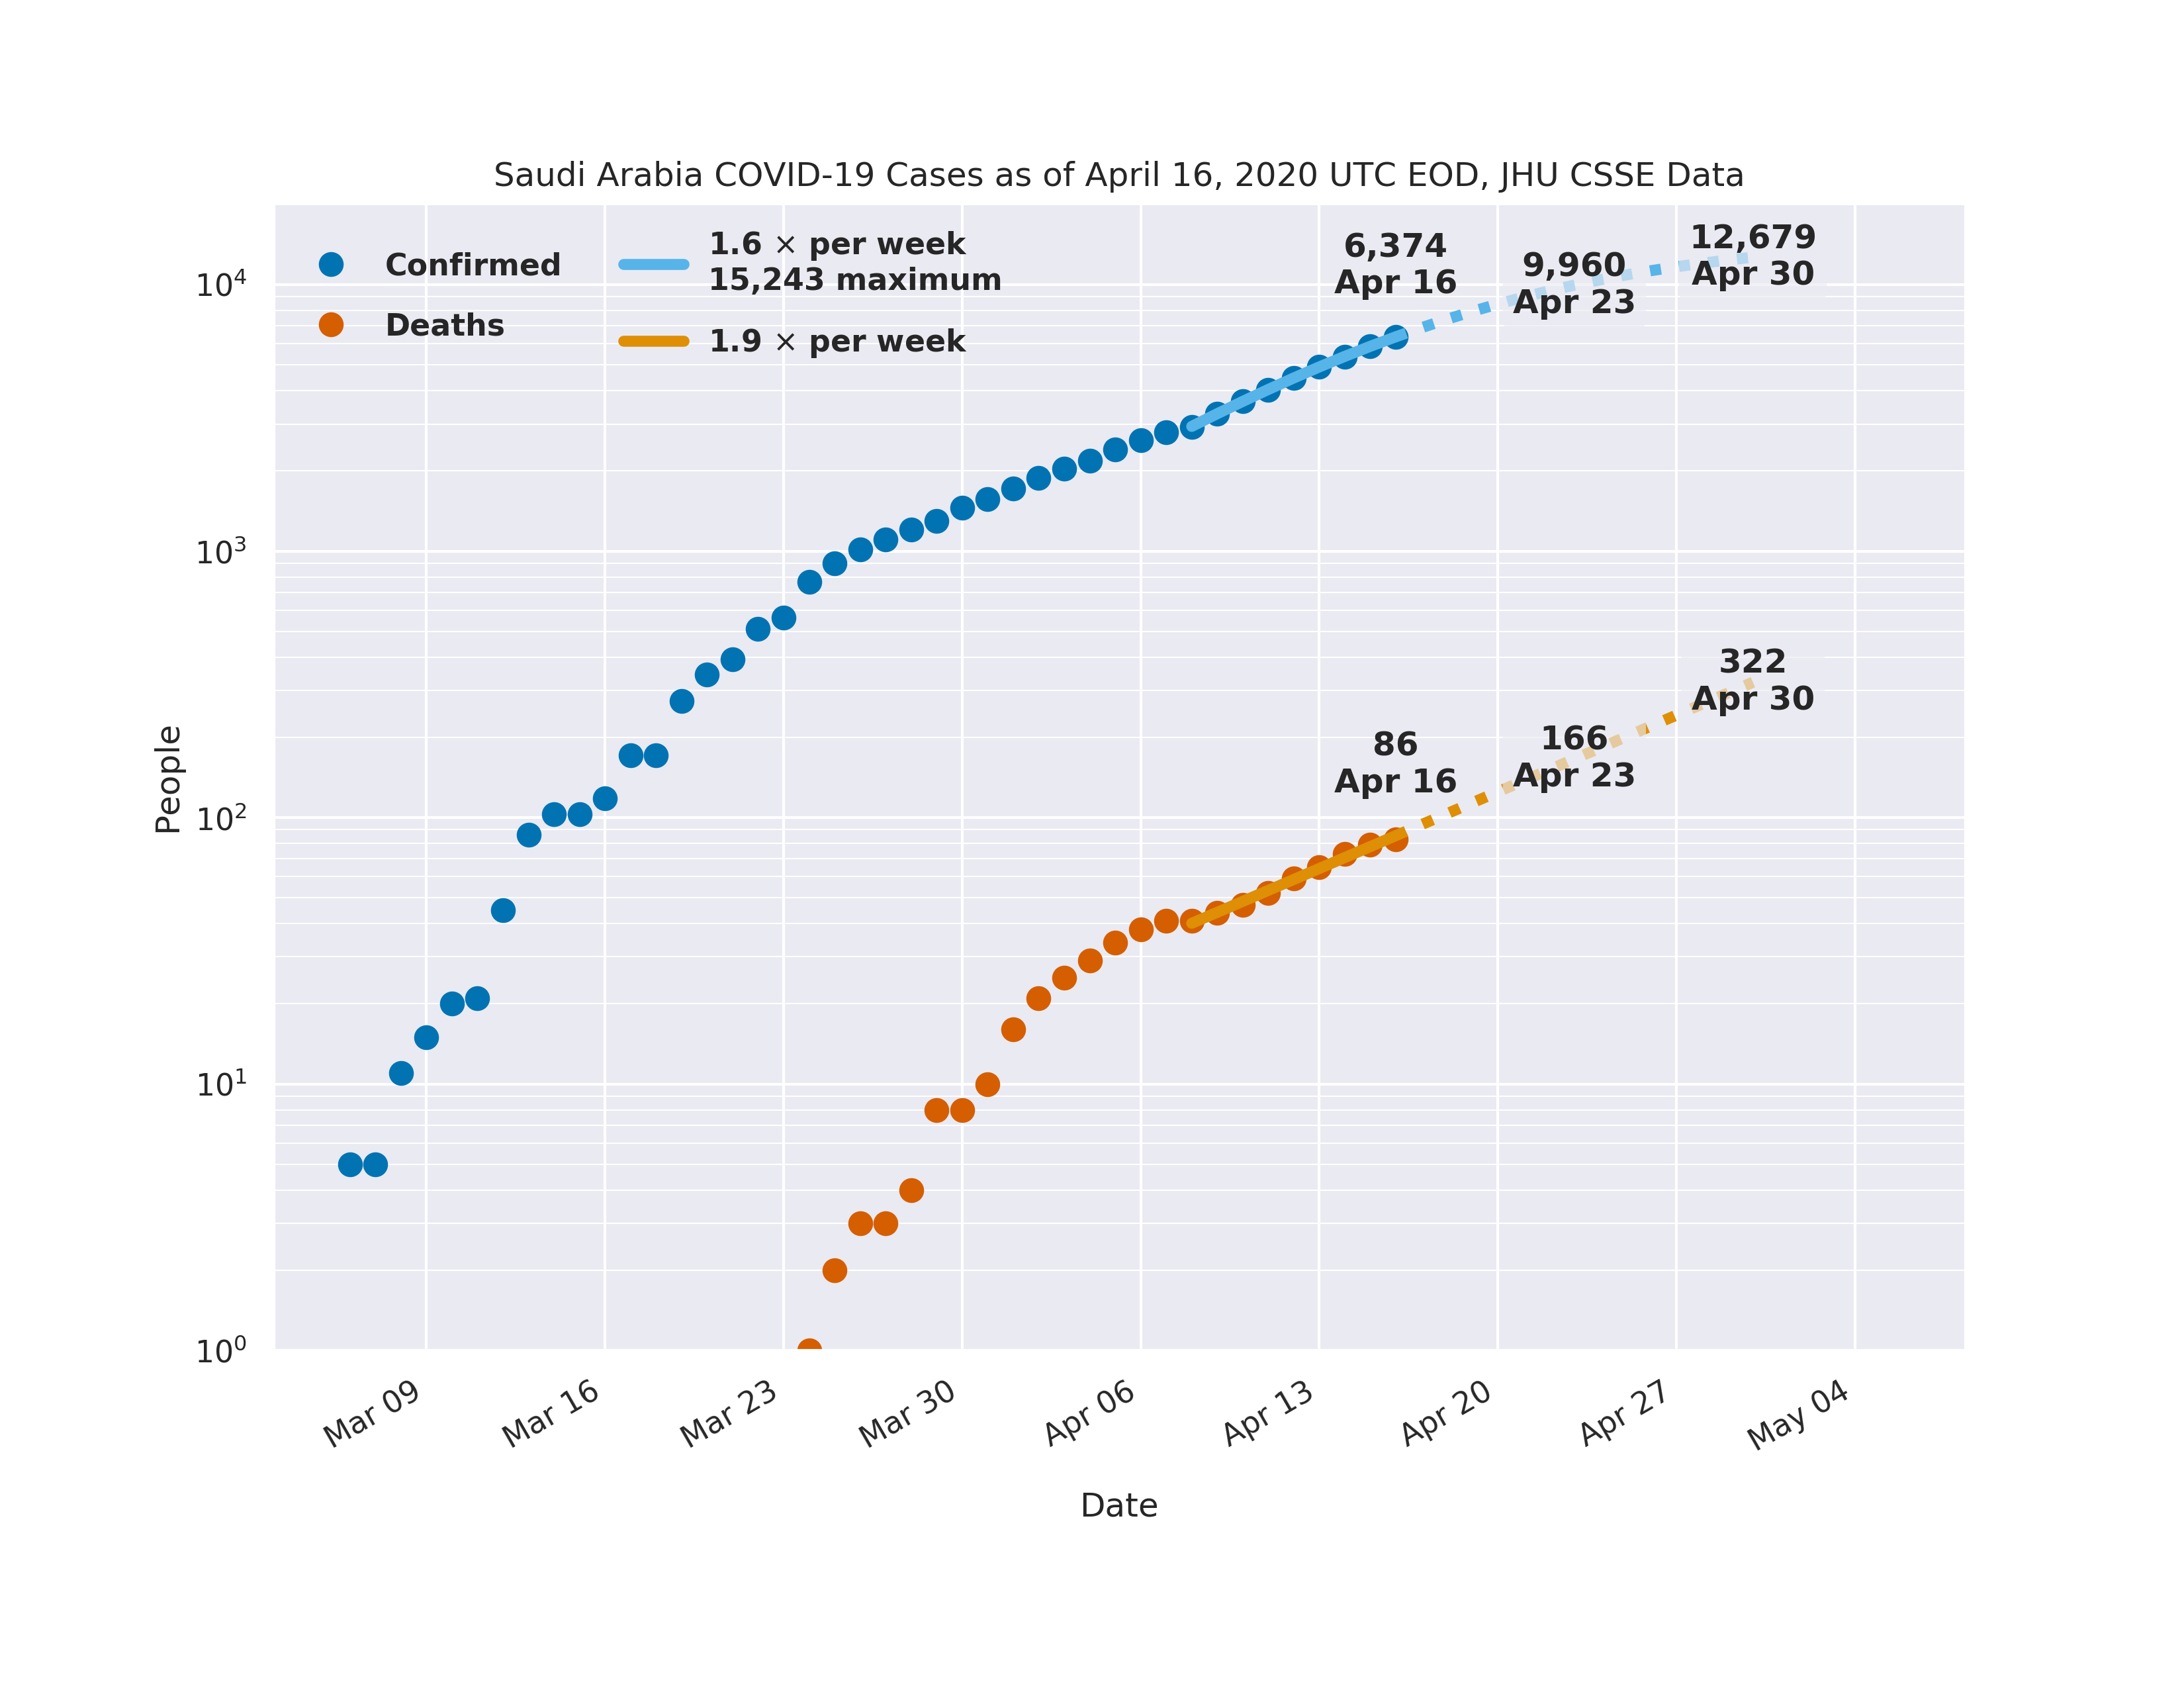 Saudi Arabia COVID-19 Cases as of April 16, 2020 UTC EOD, JHU CSSE Data
Confirmed
Deaths
1.6 × per week
15,243 maximum
1.9 × per week
6,374
Apr 16
9,960
Apr 23
12,679
Apr 30
86
Apr 16
166
Apr 23
322
Apr 30
People
10⁴
10³
10²
10¹
10⁰
Mar 09
Mar 16
Mar 23
Mar 30
Apr 06
Apr 13
Apr 20
Apr 27
May 04
Date